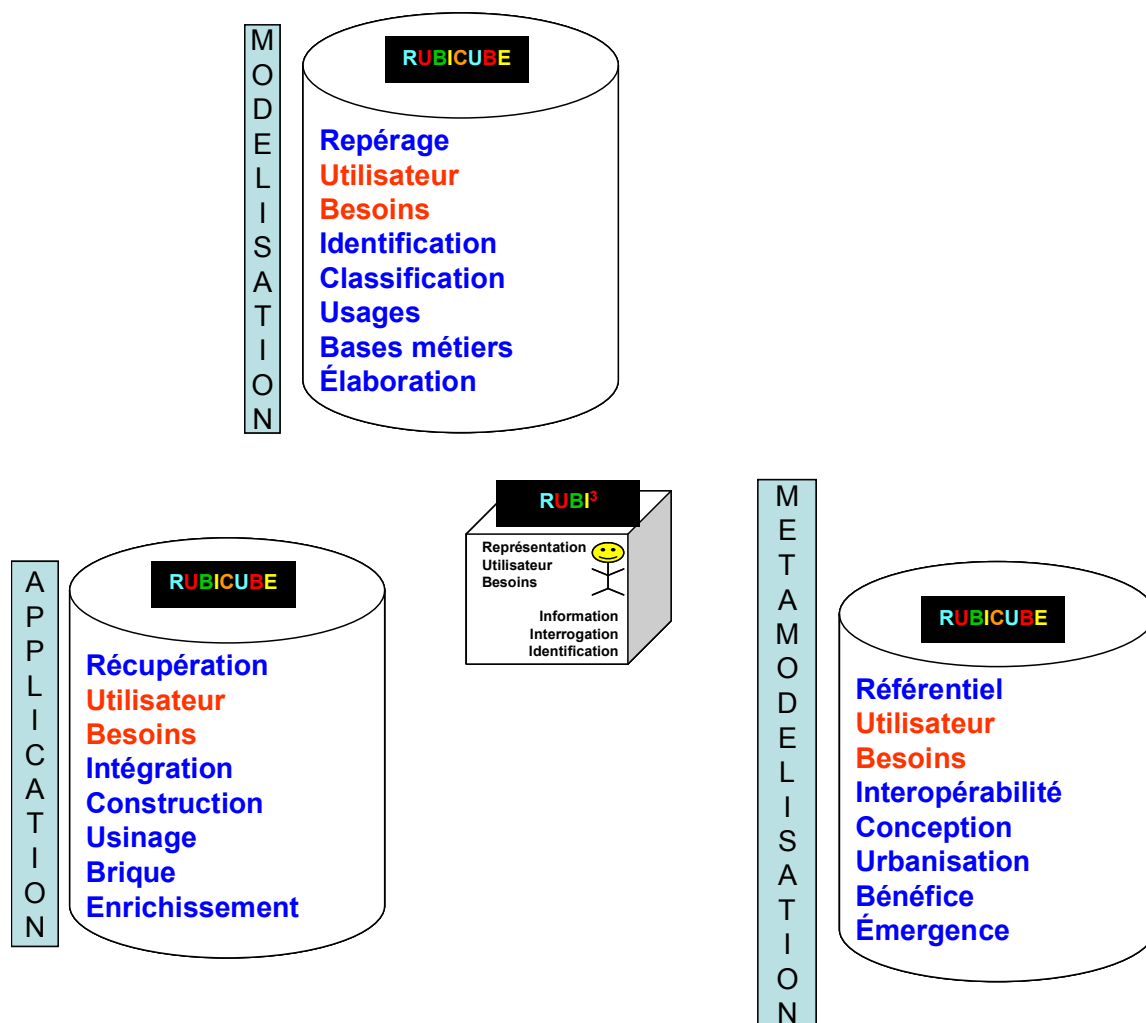 MODELISATION
RUBICUBE
Repérage
Utilisateur
Besoins
Identification
Classification
Usages
Bases métiers
Élaboration
RUBI³
Représentation
Utilisateur
Besoins
Information
Interrogation
Identification
APPLICATION
RUBICUBE
Récupération
Utilisateur
Besoins
Intégration
Construction
Usinage
Brique
Enrichissement
METAMODELISATION
RUBICUBE
Référentiel
Utilisateur
Besoins
Interopérabilité
Conception
Urbanisation
Bénéfice
Émergence